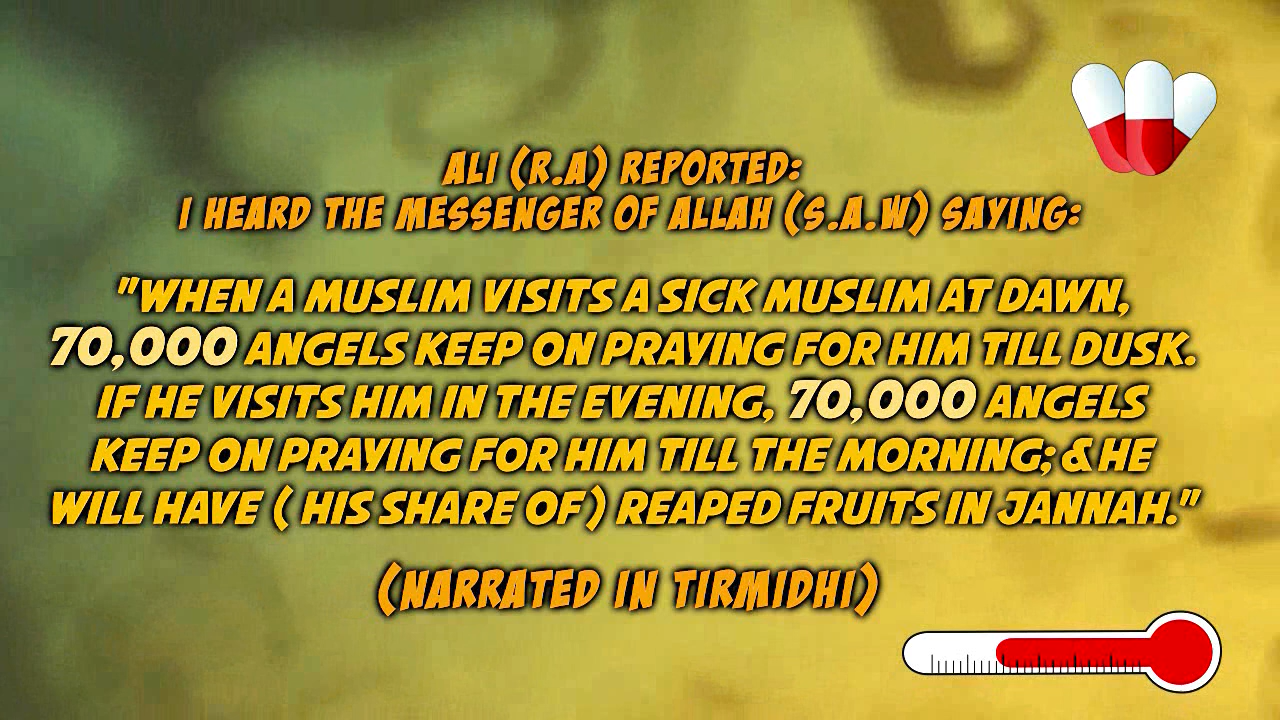 ALI (R.A) REPORTED:
I HEARD THE MESSENGER OF ALLAH (S.A.W) SAYING:
"WHEN A MUSLIM VISITS A SICK MUSLIM AT DAWN,
70,000 ANGELS KEEP ON PRAYING FOR HIM TILL DUSK.
IF HE VISITS HIM IN THE EVENING, 70,000 ANGELS
KEEP ON PRAYING FOR HIM TILL THE MORNING; & HE
WILL HAVE ( HIS SHARE OF ) REAPED FRUITS IN JANNAH."
(NARRATED IN TIRMIDHI)